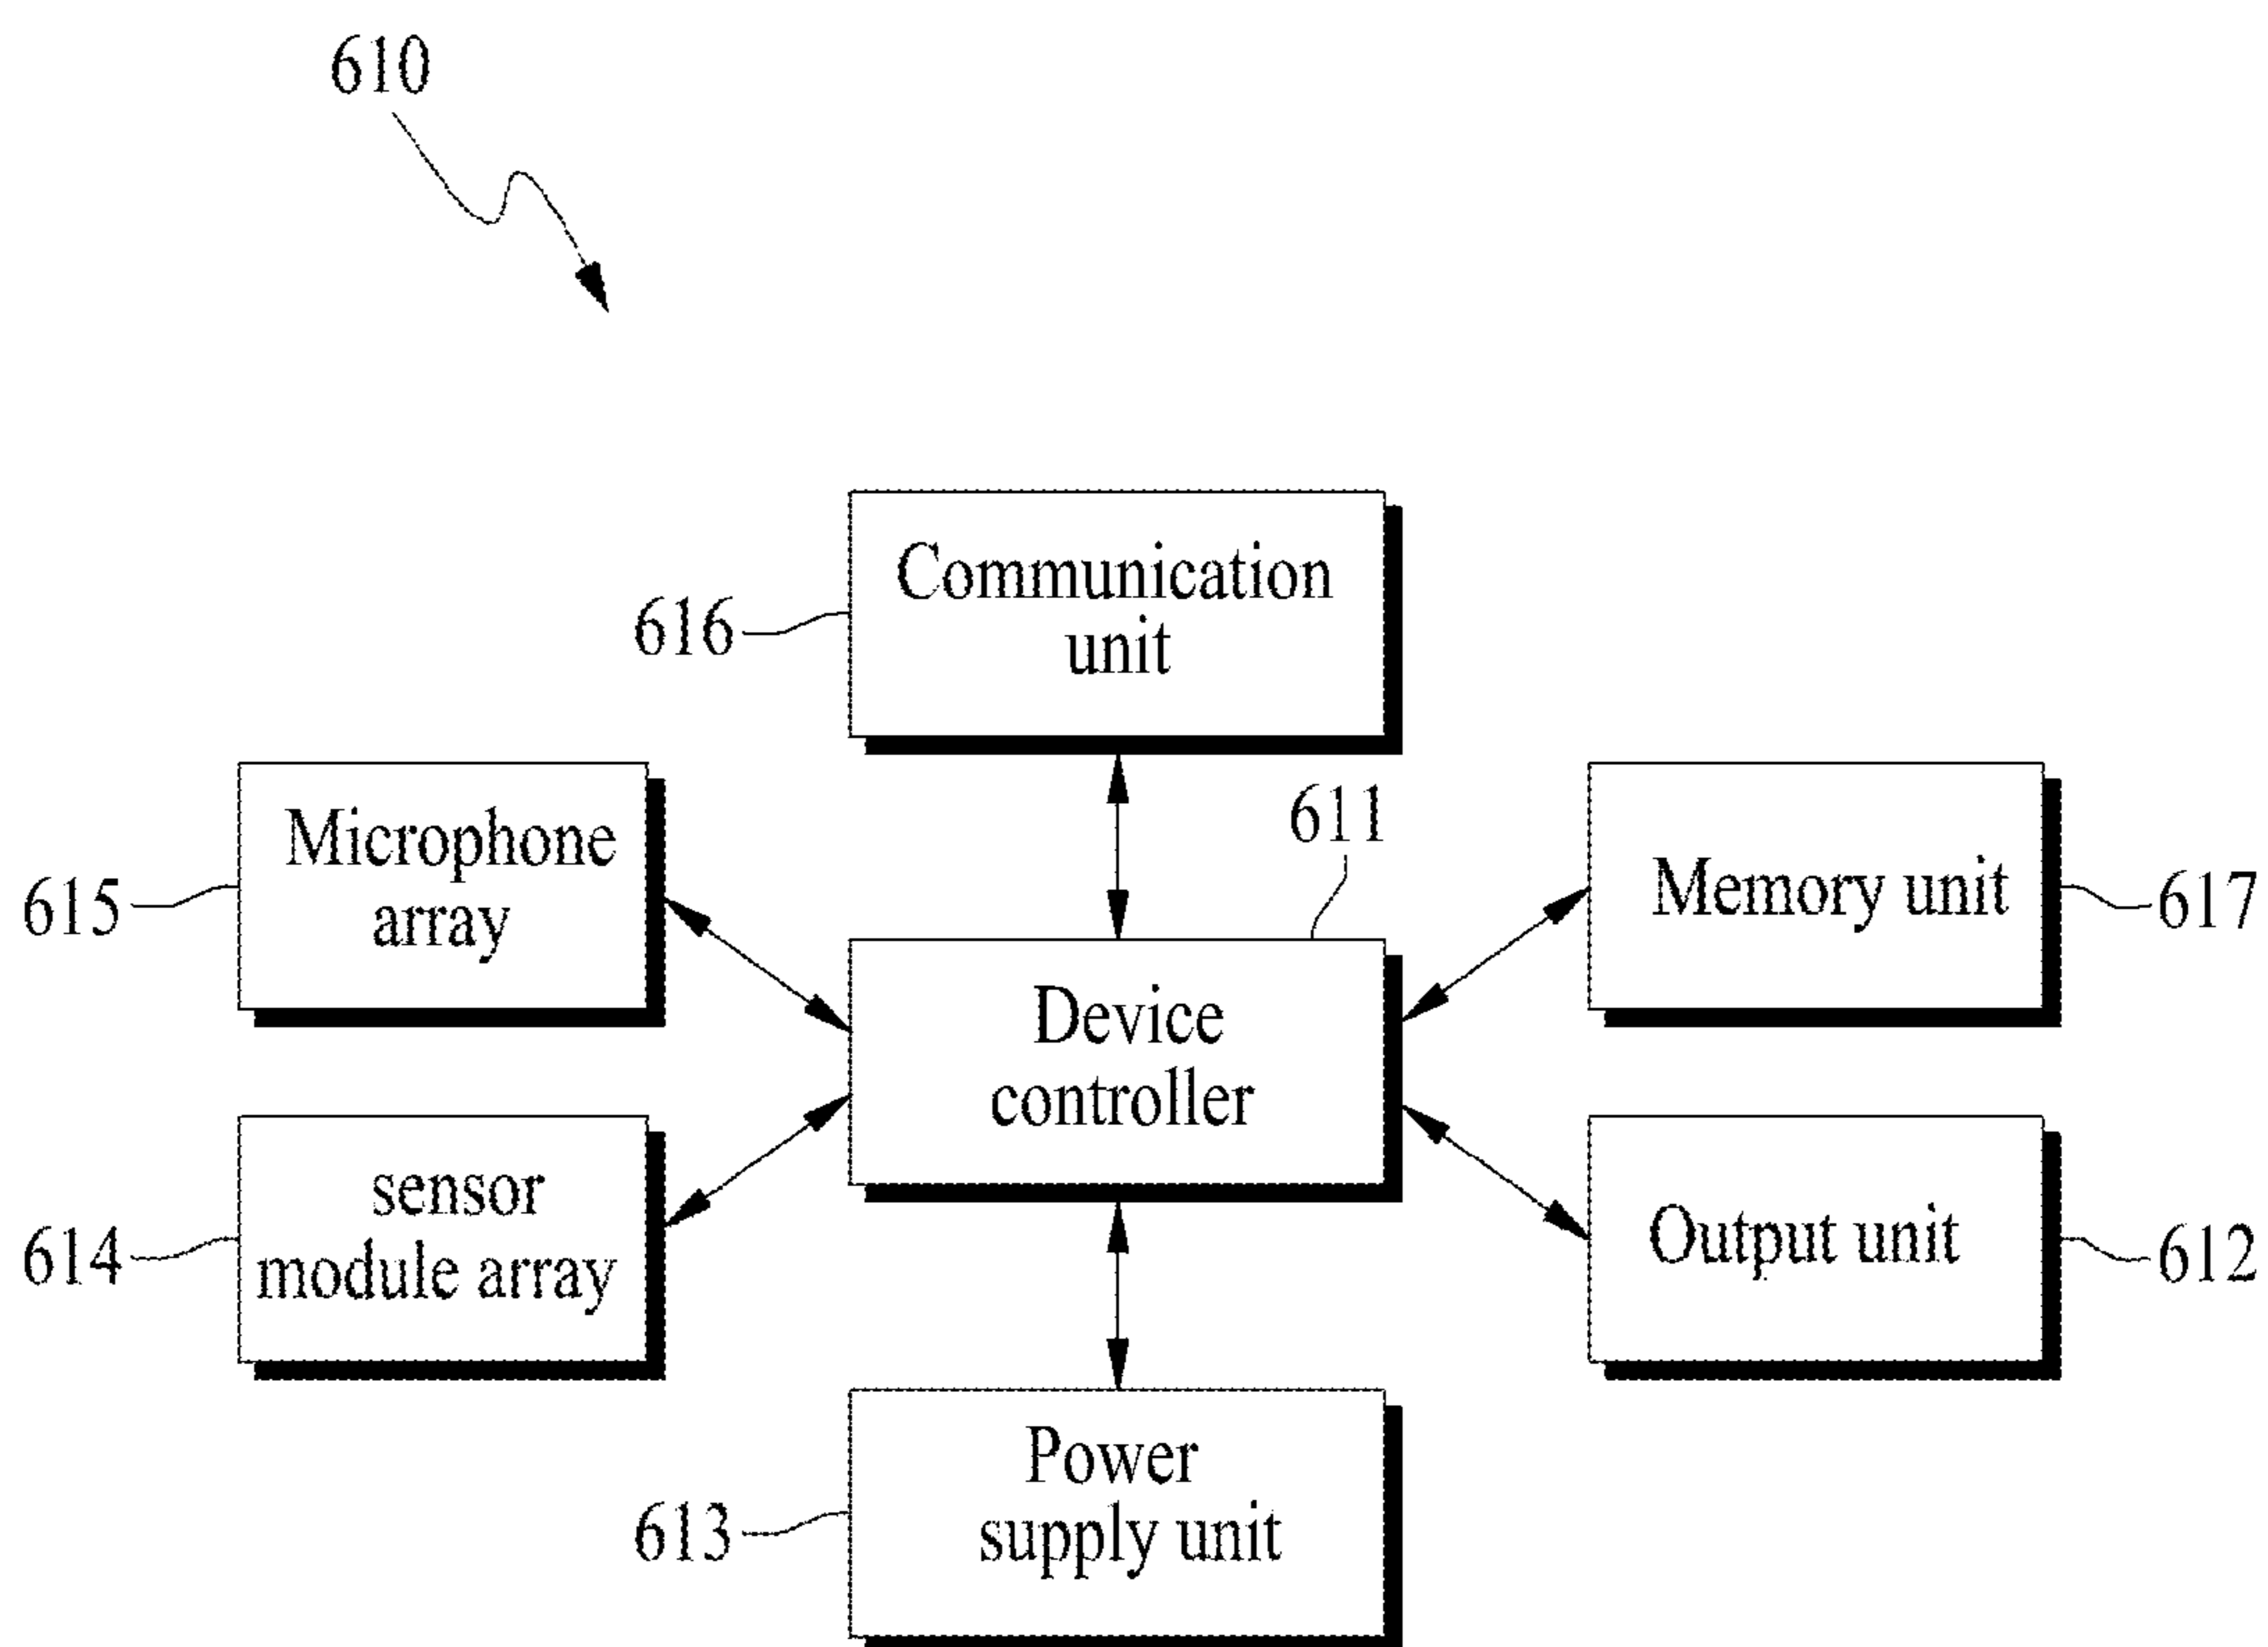 610
Communication
unit
616
611
Microphone
array
615
Memory unit
617
Device
controller
sensor
module array
614
Output unit
612
Power
supply unit
613